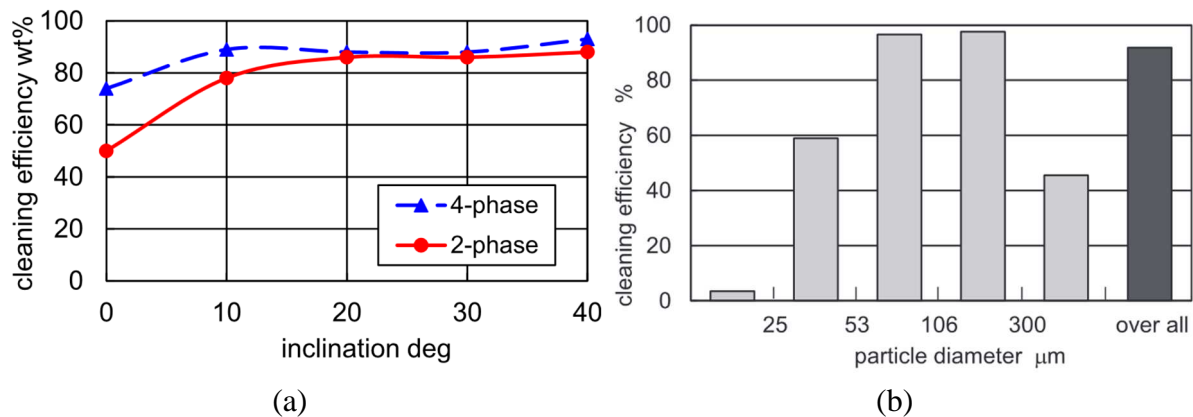 100
80
60
40
20
0
cleaning efficiency wt%
4-phase
2-phase
0 10 20 30 40
inclination deg
(a)
100
80
60
40
20
0
cleaning efficiency %
25 53 106 300 over all
particle diameter μm
(b)